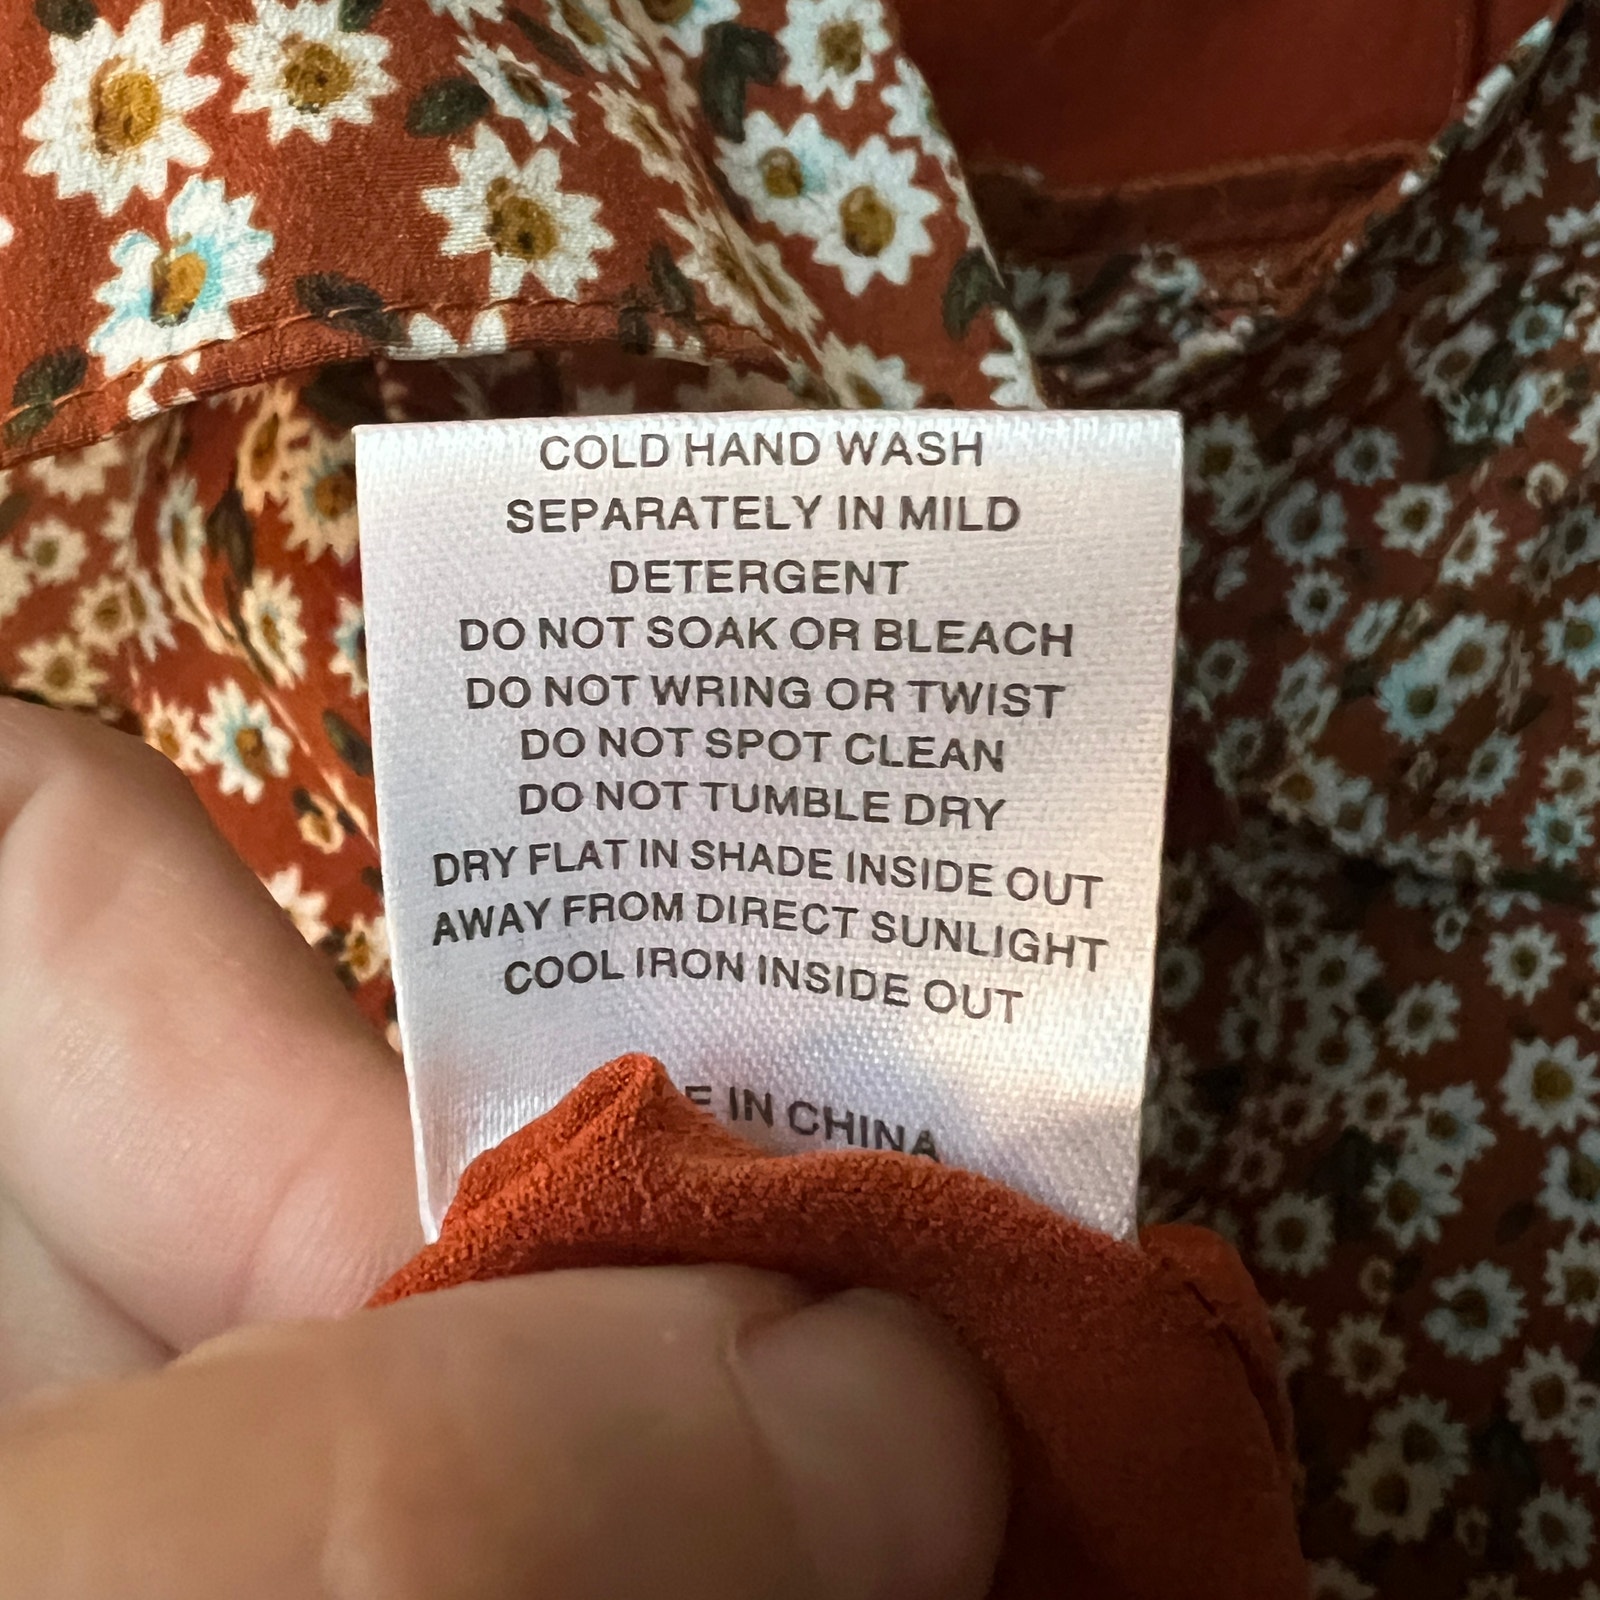 COLD HAND WASH
SEPARATELY IN MILD
DETERGENT
DO NOT SOAK OR BLEACH
DO NOT WRING OR TWIST
DO NOT SPOT CLEAN
DO NOT TUMBLE DRY
DRY FLAT IN SHADE INSIDE OUT
AWAY FROM DIRECT SUNLIGHT
COOL IRON INSIDE OUT
IN CHINA